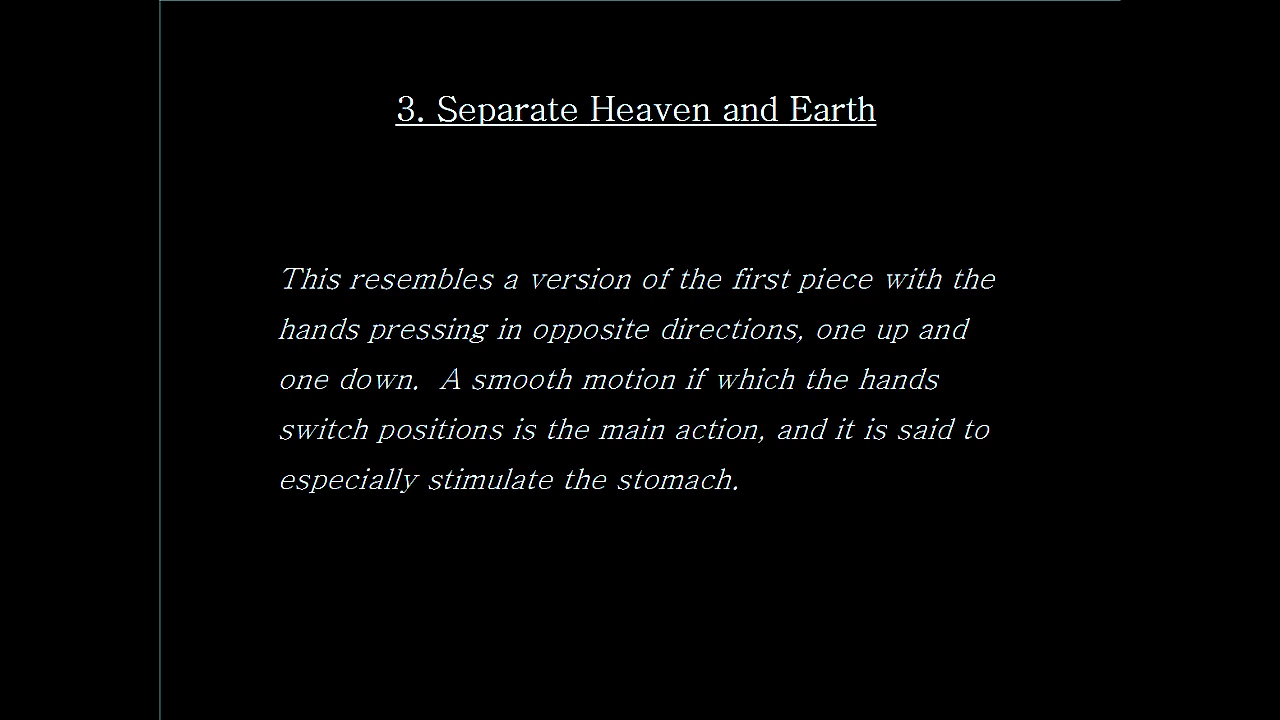 3. Separate Heaven and Earth
This resembles a version of the first piece with the
hands pressing in opposite directions, one up and
one down.  A smooth motion if which the hands
switch positions is the main action, and it is said to
especially stimulate the stomach.